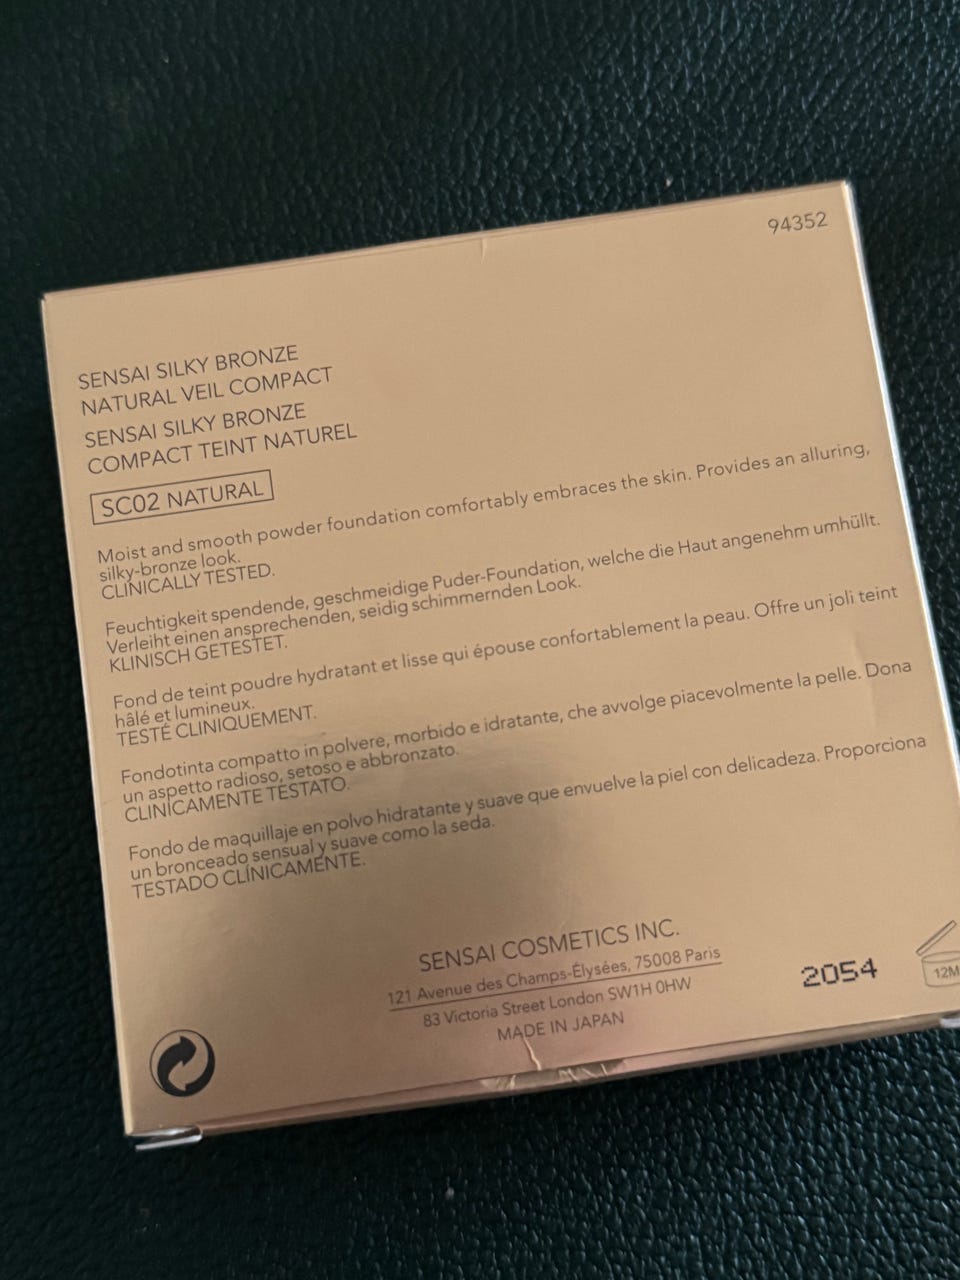 94352
SENSAI SILKY BRONZE
NATURAL VEIL COMPACT
SENSAI SILKY BRONZE
COMPACT TEINT NATUREL
SC02 NATURAL
Moist and smooth powder foundation comfortably embraces the skin. Provides an alluring,
silky-bronze look.
CLINICALLY TESTED.
Feuchtigkeit spendende, geschmeidige Puder-Foundation, welche die Haut angenehm umhüllt.
Verleiht einen ansprechenden, seidig schimmernden Look.
KLINISCH GETESTET.
Fond de teint poudre hydratant et lisse qui épouse confortablement la peau. Offre un joli teint
hâlé et lumineux.
TESTÉ CLINIQUEMENT.
Fondotinta compatto in polvere, morbido e idratante, che avvolge piacevolmente la pelle. Dona
un aspetto radioso, setoso e abbronzato.
CLINICAMENTE TESTATO.
Fondo de maquillaje en polvo hidratante y suave que envuelve la piel con delicadeza. Proporciona
un bronceado sensual y suave como la seda.
TESTADO CLÍNICAMENTE.
SENSAI COSMETICS INC.
121 Avenue des Champs-Élysées, 75008 Paris
83 Victoria Street London SW1H 0HW
MADE IN JAPAN
2054
12M